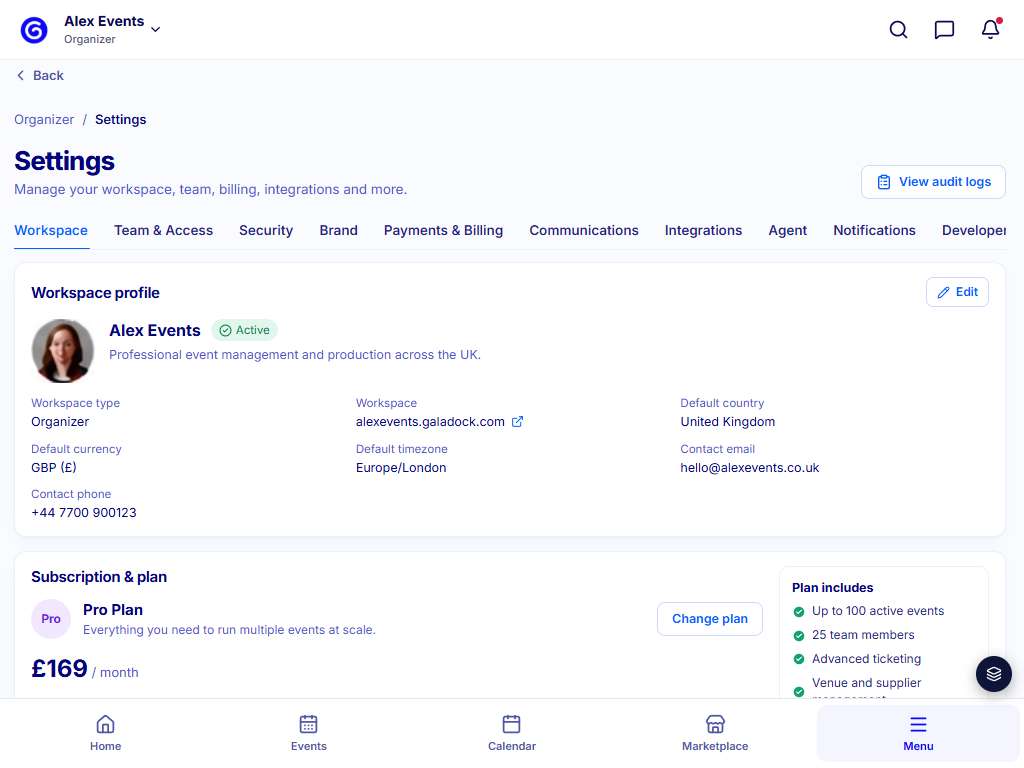 Alex Events
Organizer
Back
Organizer / Settings
Settings
Manage your workspace, team, billing, integrations and more.
View audit logs
Workspace Team & Access Security Brand Payments & Billing Communications Integrations Agent Notifications Developer
Workspace profile
Edit
Alex Events Active
Professional event management and production across the UK.
Workspace type Workspace Default country
Organizer alexevents.galadock.com United Kingdom
Default currency Default timezone Contact email
GBP (£) Europe/London hello@alexevents.co.uk
Contact phone
+44 7700 900123
Subscription & plan
Pro
Pro Plan
Everything you need to run multiple events at scale.
£169 / month
Change plan
Plan includes
Up to 100 active events
25 team members
Advanced ticketing
Venue and supplier
Home Events Calendar Marketplace Menu